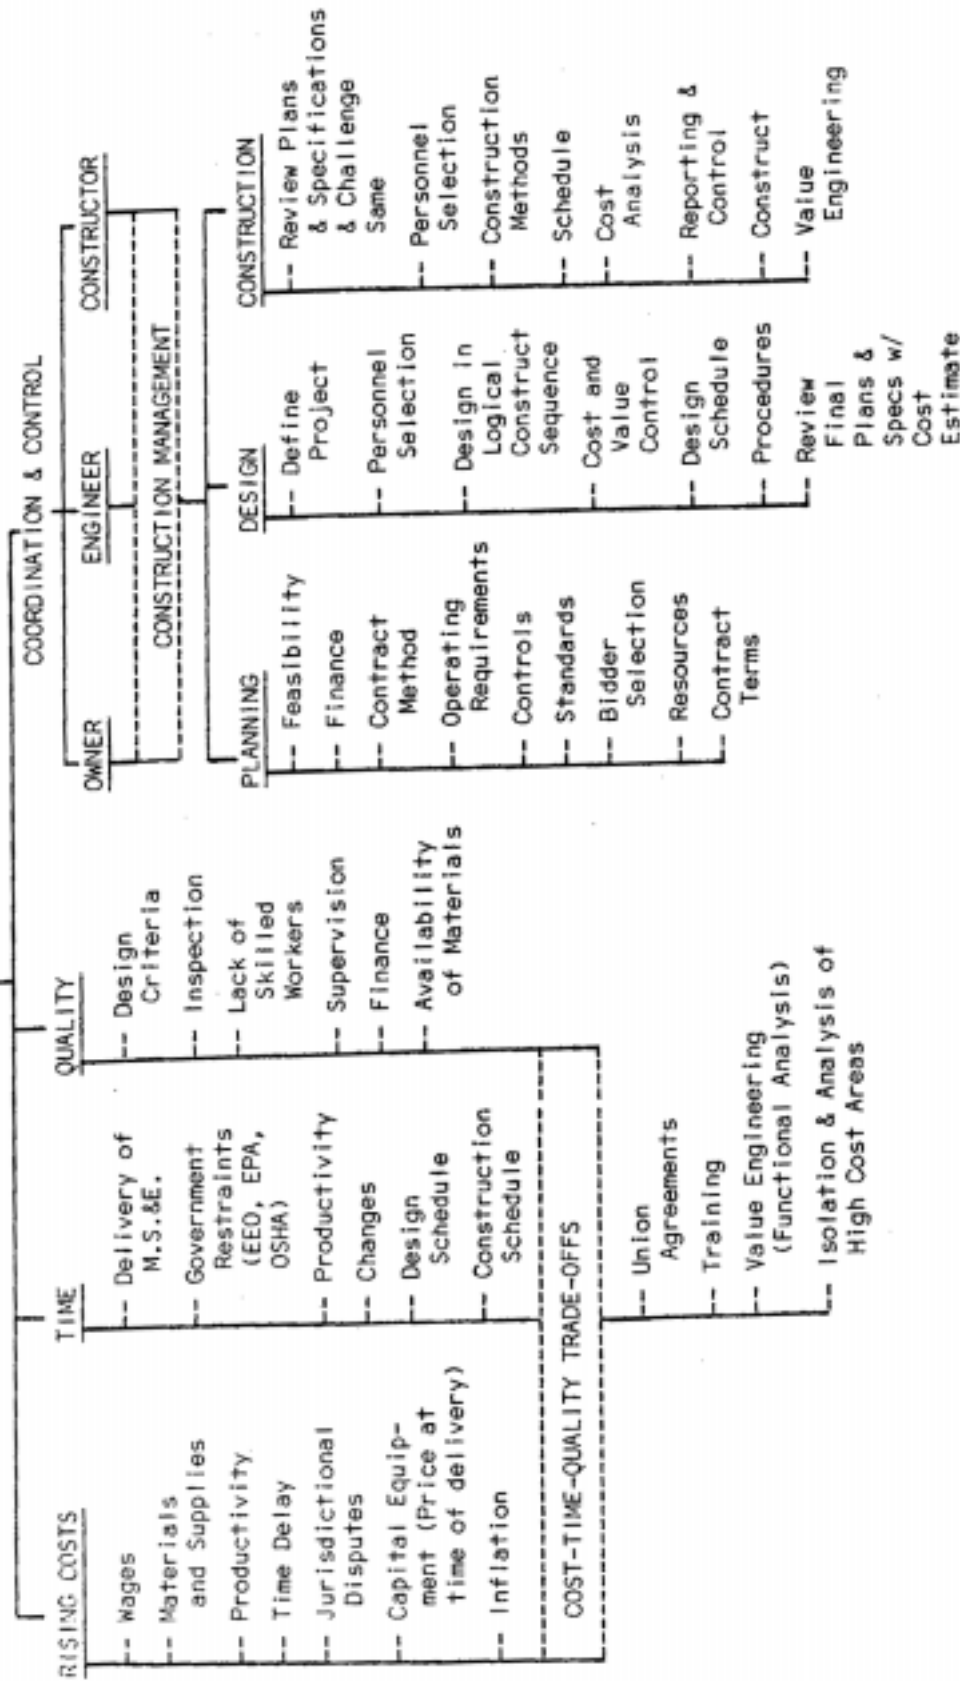 RISING COSTS
-- Wages
-- Materials
and Supplies
-- Productivity
-- Time Delay
-- Jurisdictional
Disputes
-- Capital Equip-
ment (Price at
time of delivery)
-- Inflation
TIME
-- Delivery of
M.S.&E.
-- Government
Restraints
(EEO, EPA,
OSHA)
-- Productivity
-- Changes
-- Design
Schedule
-- Construction
Schedule
QUALITY
-- Design
Criteria
-- Inspection
-- Lack of
Skilled
Workers
-- Supervision
-- Finance
-- Availability
of Materials
COST-TIME-QUALITY TRADE-OFFS
-- Union
Agreements
-- Training
-- Value Engineering
(Functional Analysis)
-- Isolation & Analysis of
High Cost Areas
COORDINATION & CONTROL
OWNER
ENGINEER
CONSTRUCTOR
CONSTRUCTION MANAGEMENT
PLANNING
-- Feasibility
-- Finance
-- Contract
Method
-- Operating
Requirements
-- Controls
-- Standards
-- Bidder
Selection
-- Resources
-- Contract
Terms
DESIGN
-- Define
Project
-- Personnel
Selection
-- Design in
Logical
Construct
Sequence
-- Cost and
Value
Control
-- Design
Schedule
-- Procedures
-- Review
Final
Plans &
Specs w/
Cost
Estimate
CONSTRUCTION
-- Review Plans
& Specifications
& Challenge
Same
-- Personnel
Selection
-- Construction
Methods
-- Schedule
-- Cost
Analysis
-- Reporting &
Control
-- Construct
-- Value
Engineering